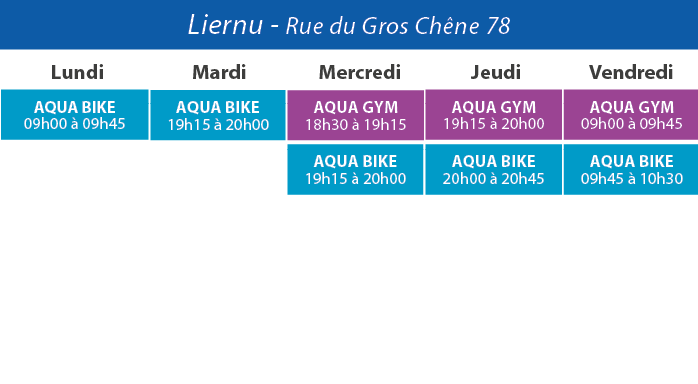 Liernu - Rue du Gros Chêne 78
Lundi Mardi Mercredi Jeudi Vendredi
AQUA BIKE AQUA BIKE AQUA GYM AQUA GYM AQUA GYM
09h00 à 09h45 19h15 à 20h00 18h30 à 19h15 19h15 à 20h00 09h00 à 09h45
AQUA BIKE AQUA BIKE AQUA BIKE
19h15 à 20h00 20h00 à 20h45 09h45 à 10h30